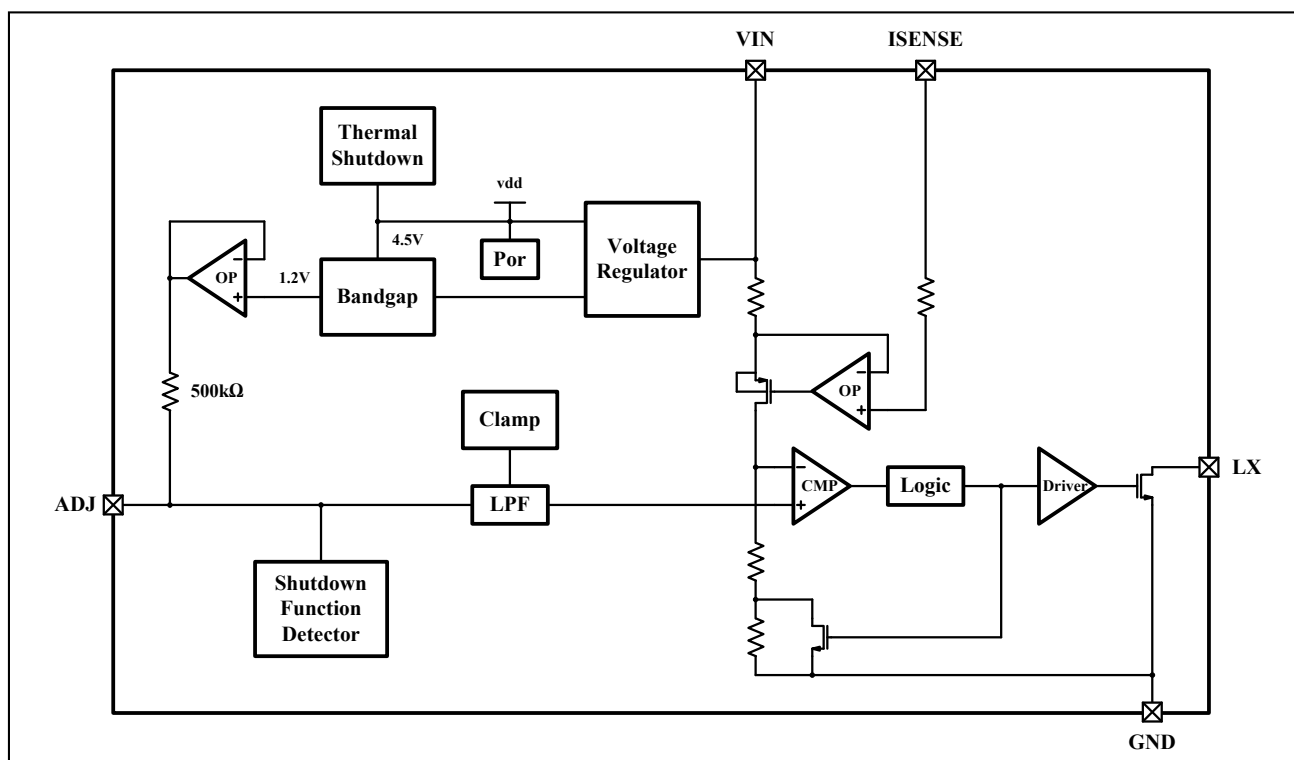 VIN
ISENSE
Thermal
Shutdown
vdd
4.5V
Por
Voltage
Regulator
−
OP
+
1.2V
Bandgap
500kΩ
−
OP
+
Clamp
ADJ
LPF
−
CMP
+
Logic
Driver
LX
Shutdown
Function
Detector
GND